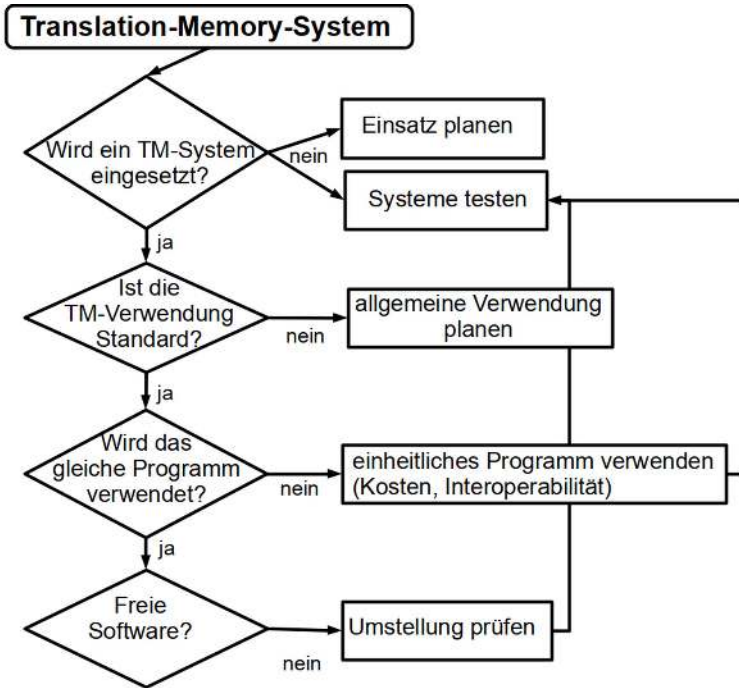 Translation-Memory-System
Wird ein TM-System
eingesetzt?
nein
Einsatz planen
Systeme testen
ja
Ist die
TM-Verwendung
Standard?
nein
allgemeine Verwendung
planen
ja
Wird das
gleiche Programm
verwendet?
nein
einheitliches Programm verwenden
(Kosten, Interoperabilität)
ja
Freie
Software?
nein
Umstellung prüfen